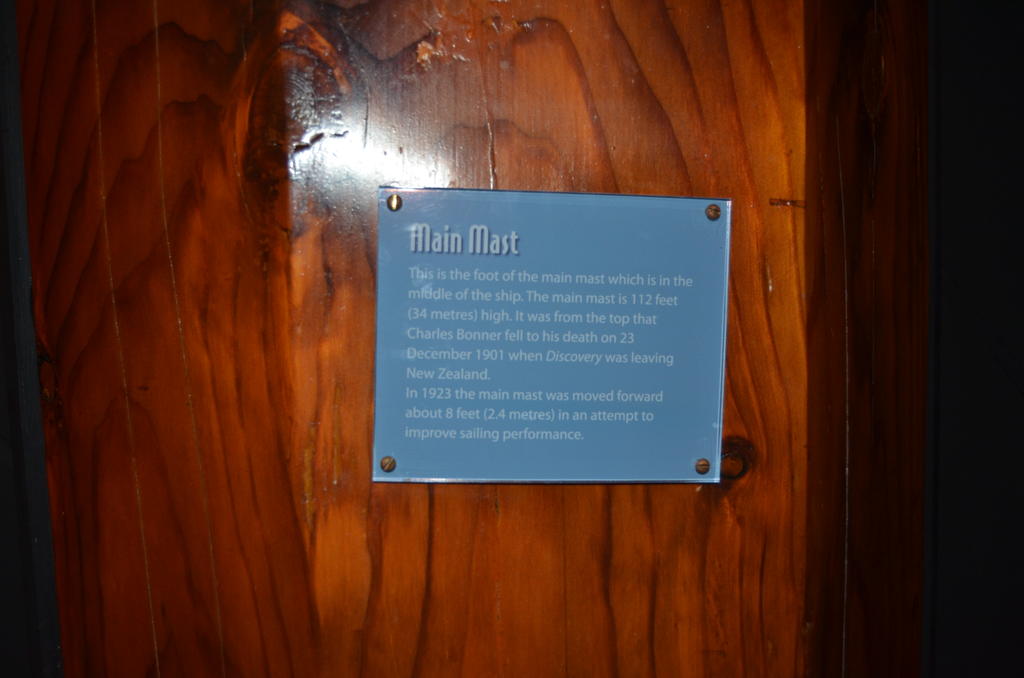 Main Mast
This is the foot of the main mast which is in the
middle of the ship. The main mast is 112 feet
(34 metres) high. It was from the top that
Charles Bonner fell to his death on 23
December 1901 when Discovery was leaving
New Zealand.
In 1923 the main mast was moved forward
about 8 feet (2.4 metres) in an attempt to
improve sailing performance.